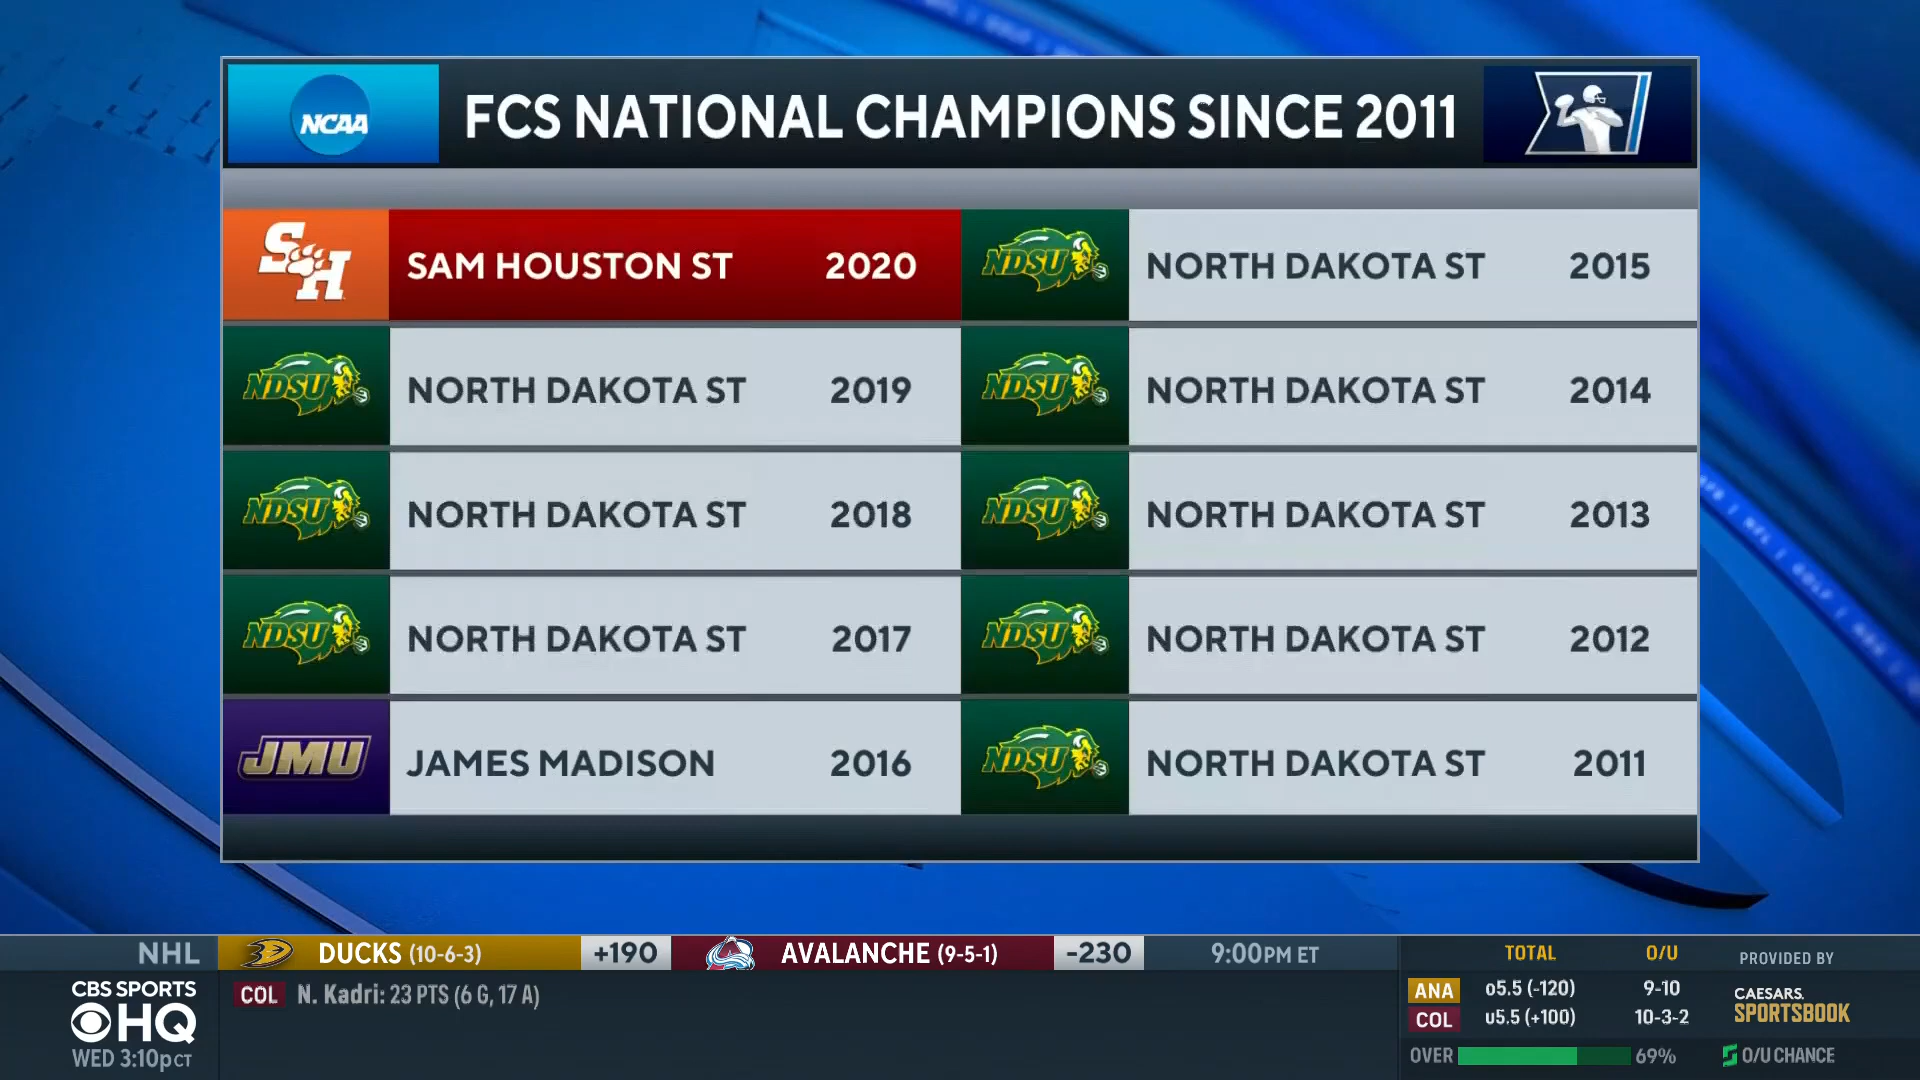 NCAA
FCS NATIONAL CHAMPIONS SINCE 2011
SH
SAM HOUSTON ST 2020
NDSU
NORTH DAKOTA ST 2015
NDSU
NORTH DAKOTA ST 2019
NDSU
NORTH DAKOTA ST 2014
NDSU
NORTH DAKOTA ST 2018
NDSU
NORTH DAKOTA ST 2013
NDSU
NORTH DAKOTA ST 2017
NDSU
NORTH DAKOTA ST 2012
JMU
JAMES MADISON 2016
NDSU
NORTH DAKOTA ST 2011
NHL DUCKS (10-6-3) +190 AVALANCHE (9-5-1) -230 9:00PM ET
COL N. Kadri: 23 PTS (6 G, 17 A)
CBS SPORTS
HQ
WED 3:10pCT
TOTAL O/U
ANA o5.5 (-120) 9-10
COL u5.5 (+100) 10-3-2
OVER 69%
PROVIDED BY
CAESARS
SPORTSBOOK
O/U CHANCE